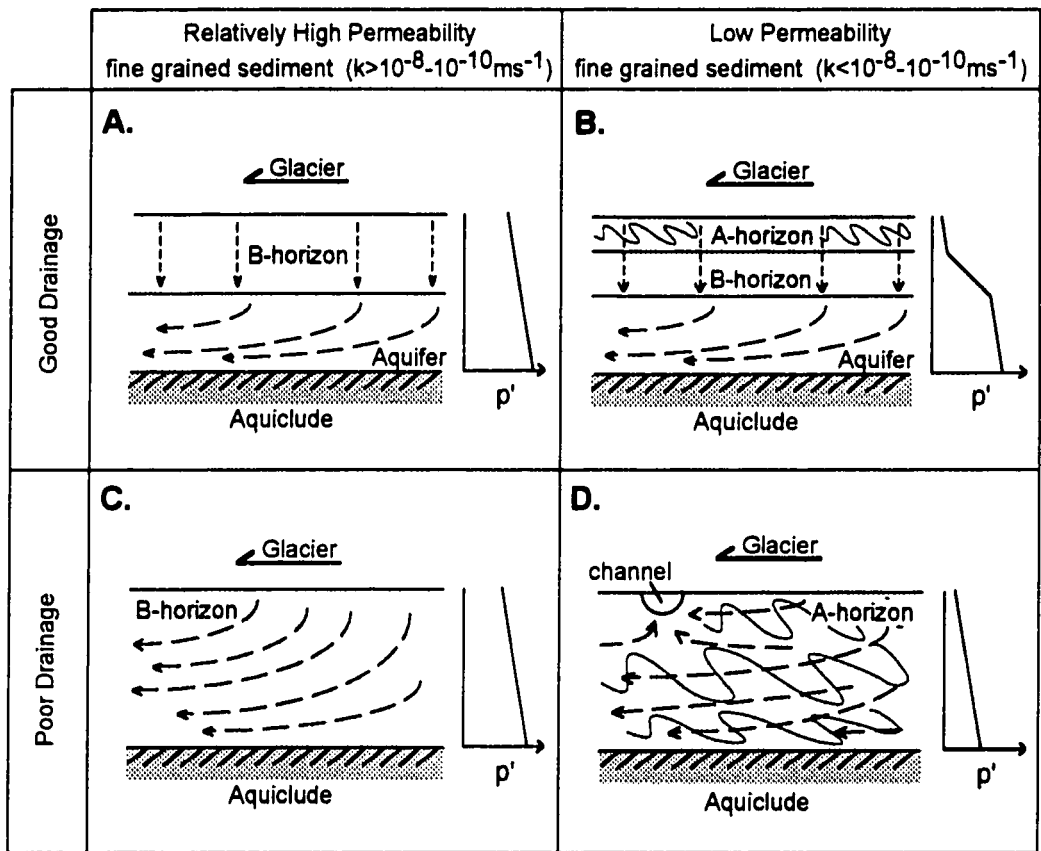 Relatively High Permeability
fine grained sediment (k>10-8-10-10ms-1)
Low Permeability
fine grained sediment (k<10-8-10-10ms-1)
Good Drainage
A.
Glacier
B-horizon
Aquifer
Aquiclude
p'
B.
Glacier
A-horizon
B-horizon
Aquifer
Aquiclude
p'
Poor Drainage
C.
Glacier
B-horizon
Aquiclude
p'
D.
Glacier
channel
A-horizon
Aquiclude
p'